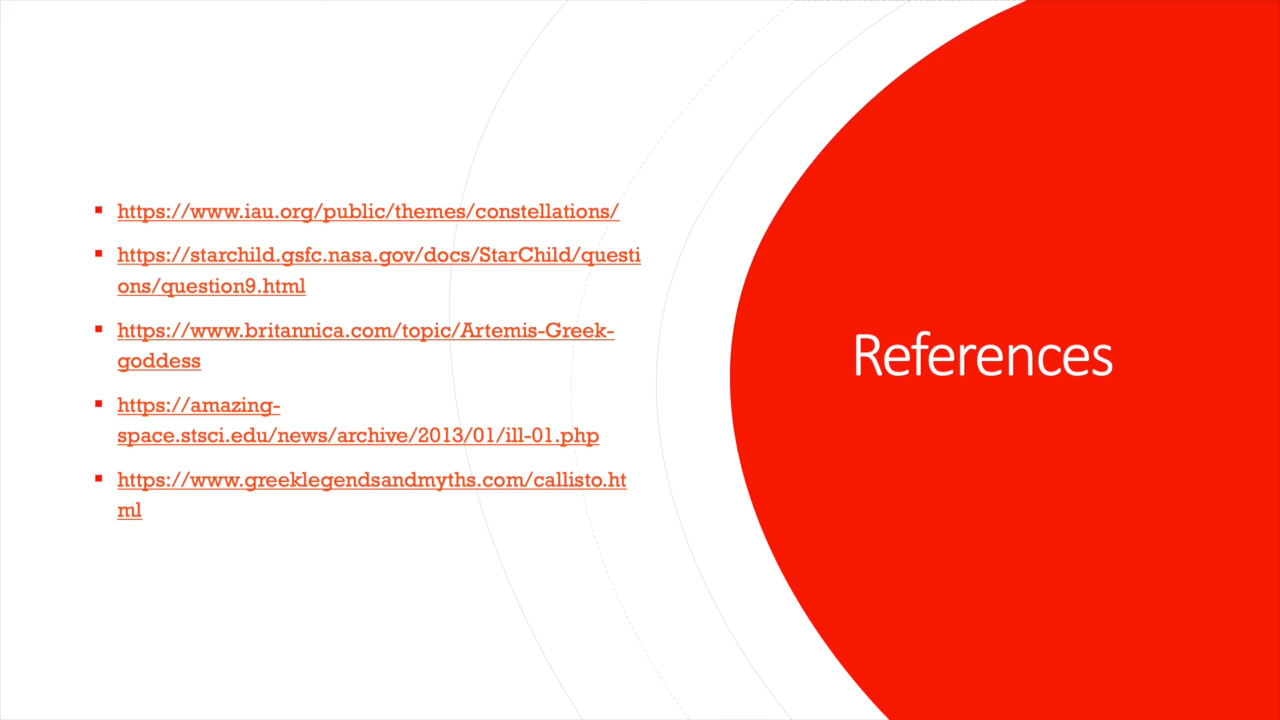 https://www.iau.org/public/themes/constellations/
https://starchild.gsfc.nasa.gov/docs/StarChild/questi
ons/question9.html
https://www.britannica.com/topic/Artemis-Greek-
goddess
https://amazing-
space.stsci.edu/news/archive/2013/01/ill-01.php
https://www.greeklegendsandmyths.com/callisto.ht
ml
References